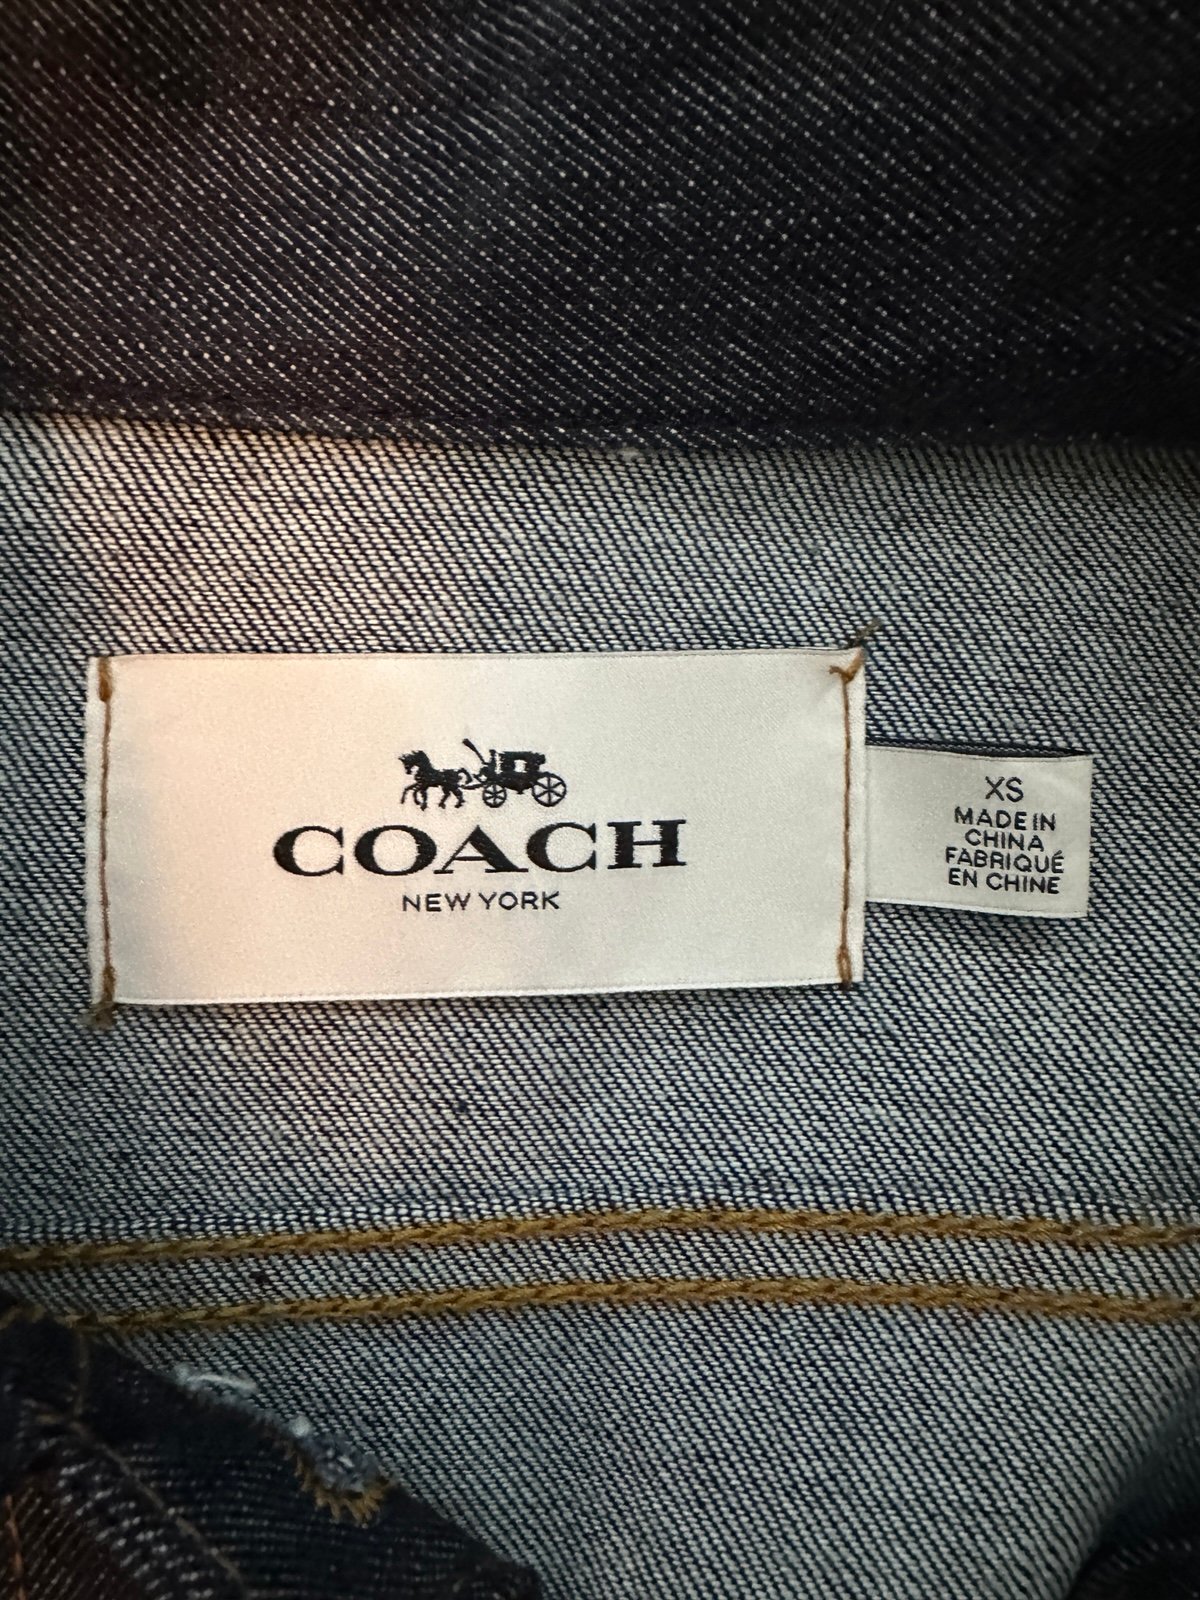 COACH
NEW YORK
XS
MADE IN
CHINA
FABRIQUÉ
EN CHINE